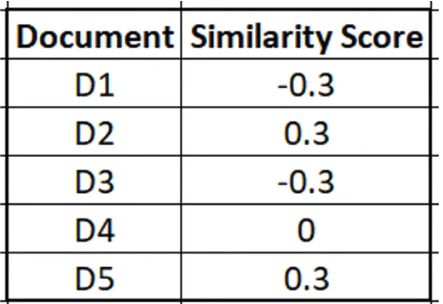 Document Similarity Score
D1 -0.3
D2 0.3
D3 -0.3
D4 0
D5 0.3